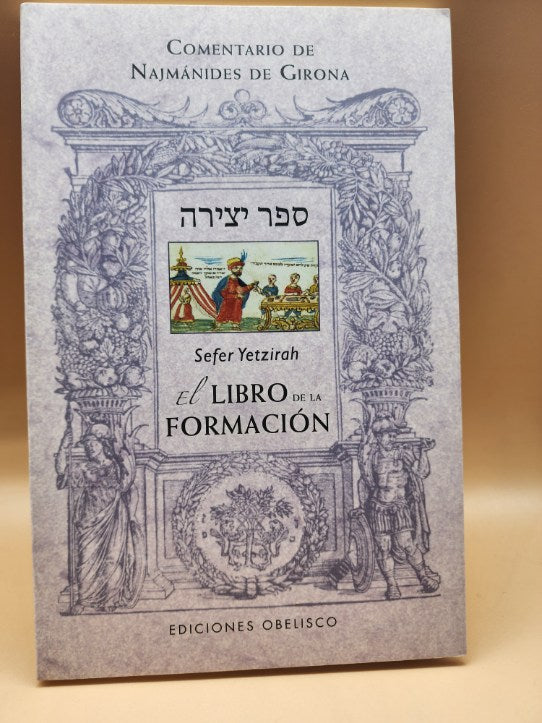 COMENTARIO DE
NAJMÁNIDES DE GIRONA
ספר יצירה
Sefer Yetzirah
El LIBRO DE LA
FORMACIÓN
EDICIONES OBELISCO